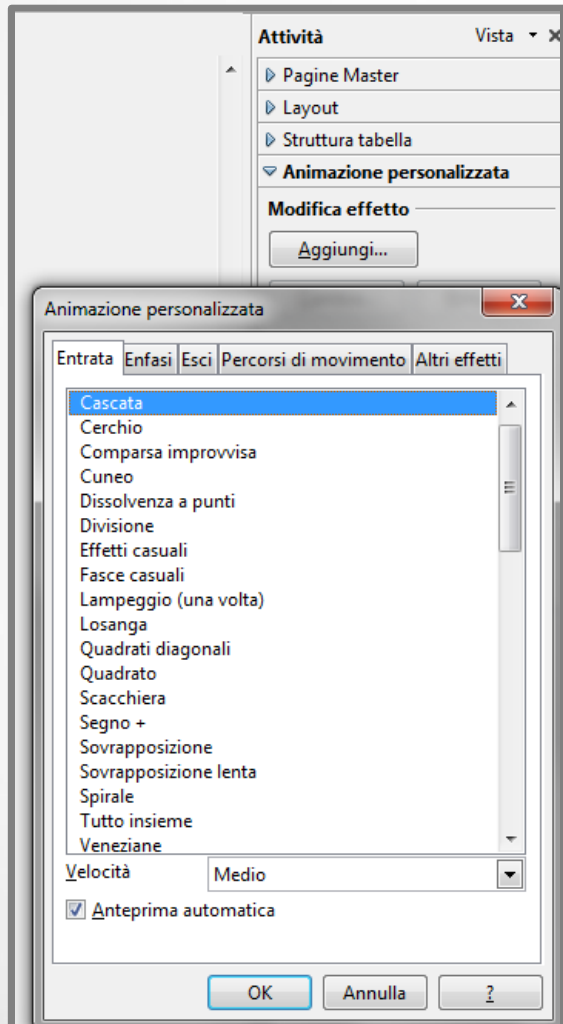 Attività Vista
Pagine Master
Layout
Struttura tabella
Animazione personalizzata
Modifica effetto
Aggiungi...
Animazione personalizzata
Entrata Enfasi Esci Percorsi di movimento Altri effetti
Cascata
Cerchio
Comparsa improvvisa
Cuneo
Dissolvenza a punti
Divisione
Effetti casuali
Fasce casuali
Lampeggio (una volta)
Losanga
Quadrati diagonali
Quadrato
Scacchiera
Segno +
Sovrapposizione
Sovrapposizione lenta
Spirale
Tutto insieme
Veneziane
Velocità Medio
Anteprima automatica
OK Annulla ?